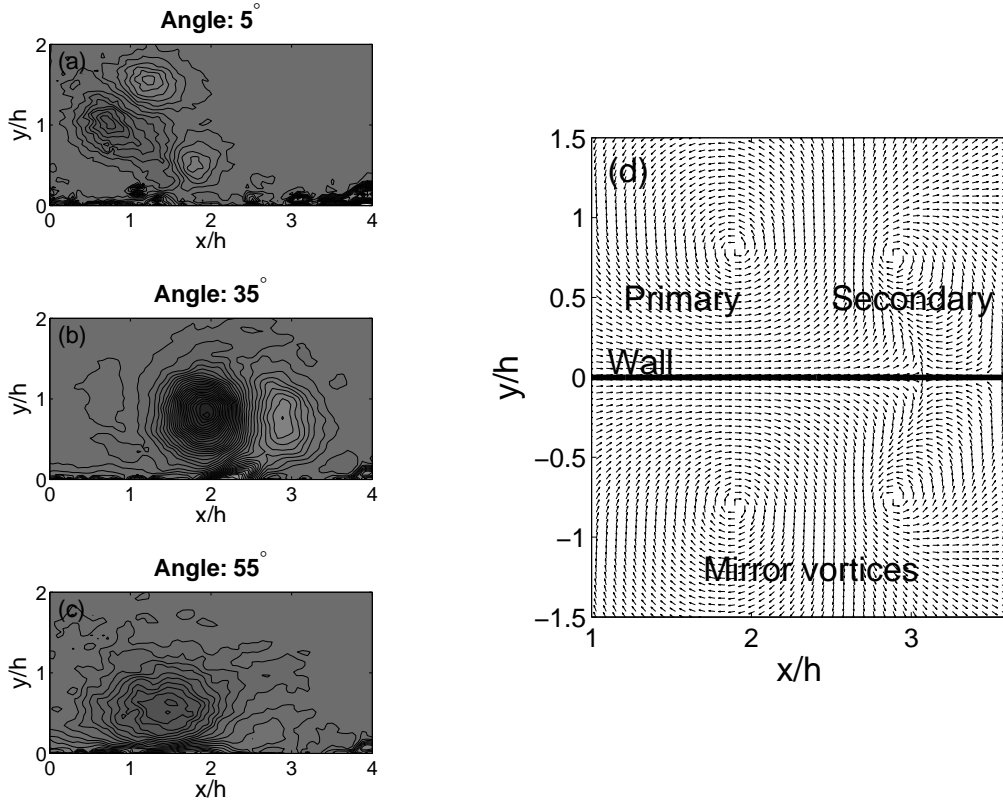 Angle: 5°
(a)
2
1
0
y/h
0 1 2 3 4
x/h
Angle: 35°
(b)
2
1
0
y/h
0 1 2 3 4
x/h
Angle: 55°
(c)
2
1
0
y/h
0 1 2 3 4
x/h
(d)
1.5
1
0.5
0
−0.5
−1
−1.5
y/h
Primary
Secondary
Wall
Mirror vortices
1 2 3
x/h